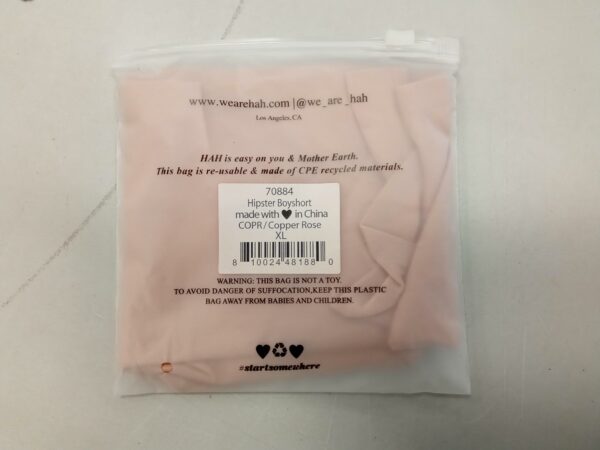 www.wearehah.com | @we_are_hah
Los Angeles, CA
HAH is easy on you & Mother Earth.
This bag is re-usable & made of CPE recycled materials.
70884
Hipster Boyshort
made with ♥ in China
COPR / Copper Rose
XL
8 10024 48188 0
WARNING: THIS BAG IS NOT A TOY.
TO AVOID DANGER OF SUFFOCATION,KEEP THIS PLASTIC
BAG AWAY FROM BABIES AND CHILDREN.
#startsomewhere